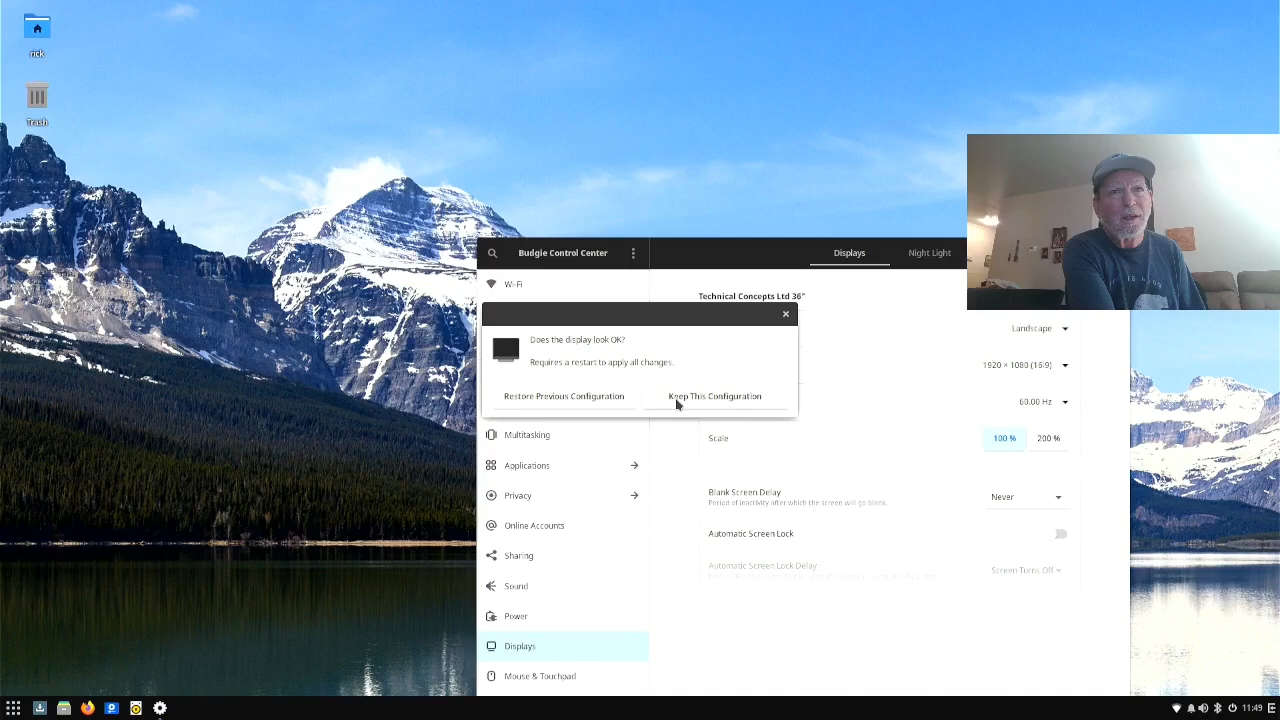 rick
Trash
Budgie Control Center
Displays
Night Light
Wi-Fi
Technical Concepts Ltd 36"
Does the display look OK?
Requires a restart to apply all changes.
Restore Previous Configuration
Keep This Configuration
Landscape
1920 × 1080 (16:9)
60.00 Hz
Scale
100 %
200 %
Multitasking
Applications
Privacy
Online Accounts
Sharing
Sound
Power
Displays
Mouse & Touchpad
Blank Screen Delay
Period of inactivity after which the screen will go blank.
Never
Automatic Screen Lock
Automatic Screen Lock Delay
Screen Turns Off
11:49